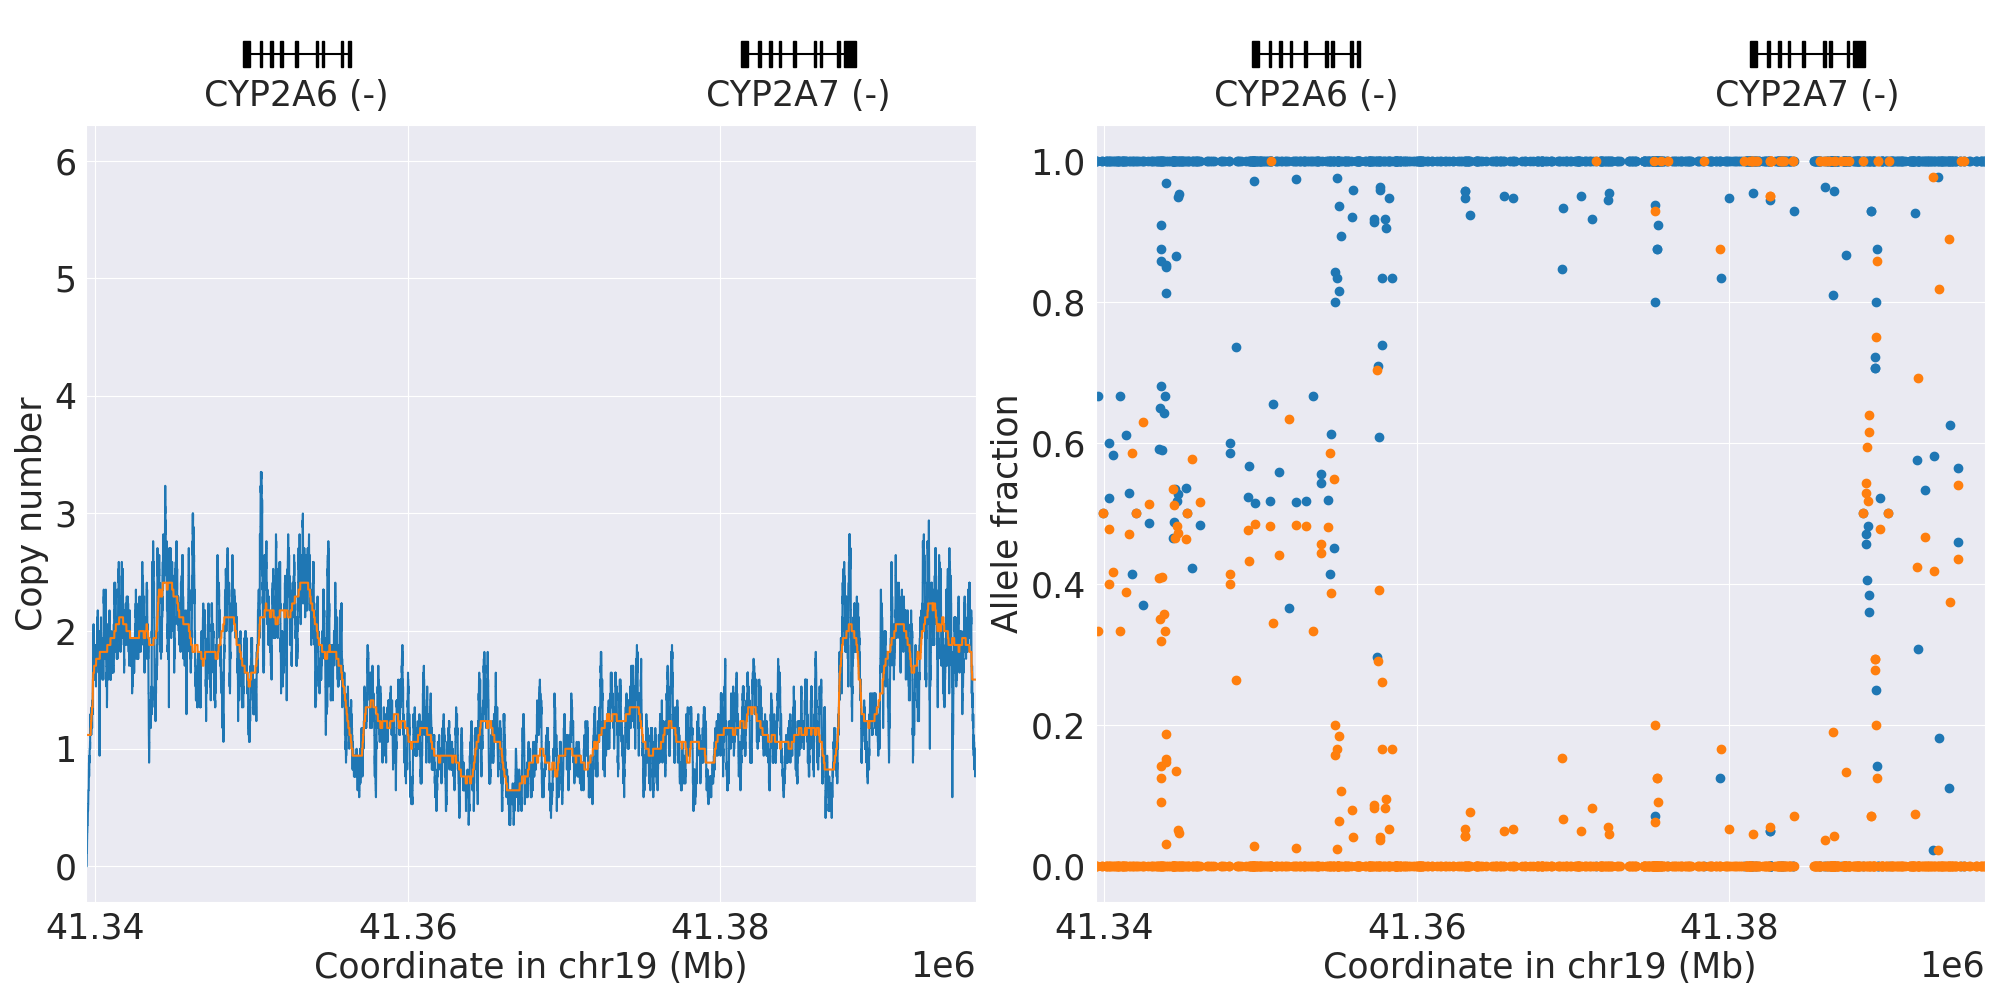 CYP2A6 (-) CYP2A7 (-) CYP2A6 (-) CYP2A7 (-)
Copy number
6
5
4
3
2
1
0
41.34 41.36 41.38
Coordinate in chr19 (Mb) 1e6
Allele fraction
1.0
0.8
0.6
0.4
0.2
0.0
41.34 41.36 41.38
Coordinate in chr19 (Mb) 1e6